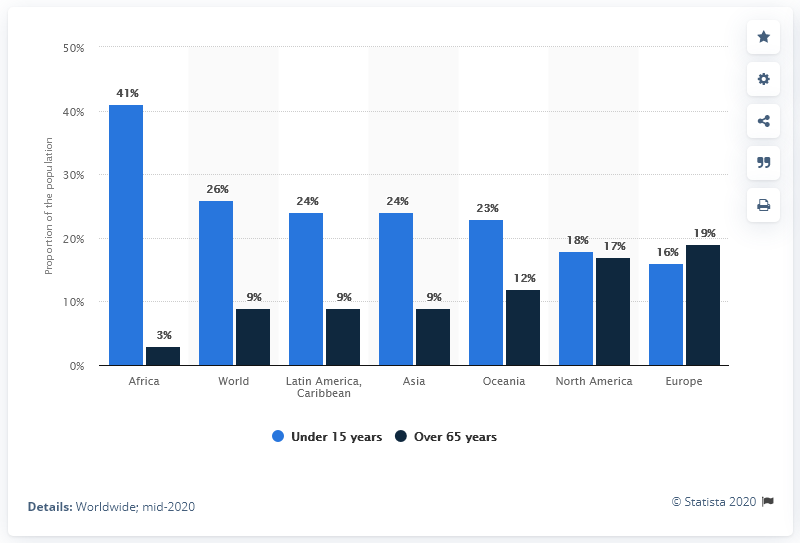 50%
40%
30%
20%
10%
0%
Proportion of the population
41%
3%
26%
9%
24%
9%
24%
9%
23%
12%
18%
17%
16%
19%
Africa
World
Latin America,
Caribbean
Asia
Oceania
North America
Europe
Under 15 years
Over 65 years
Details: Worldwide; mid-2020
© Statista 2020